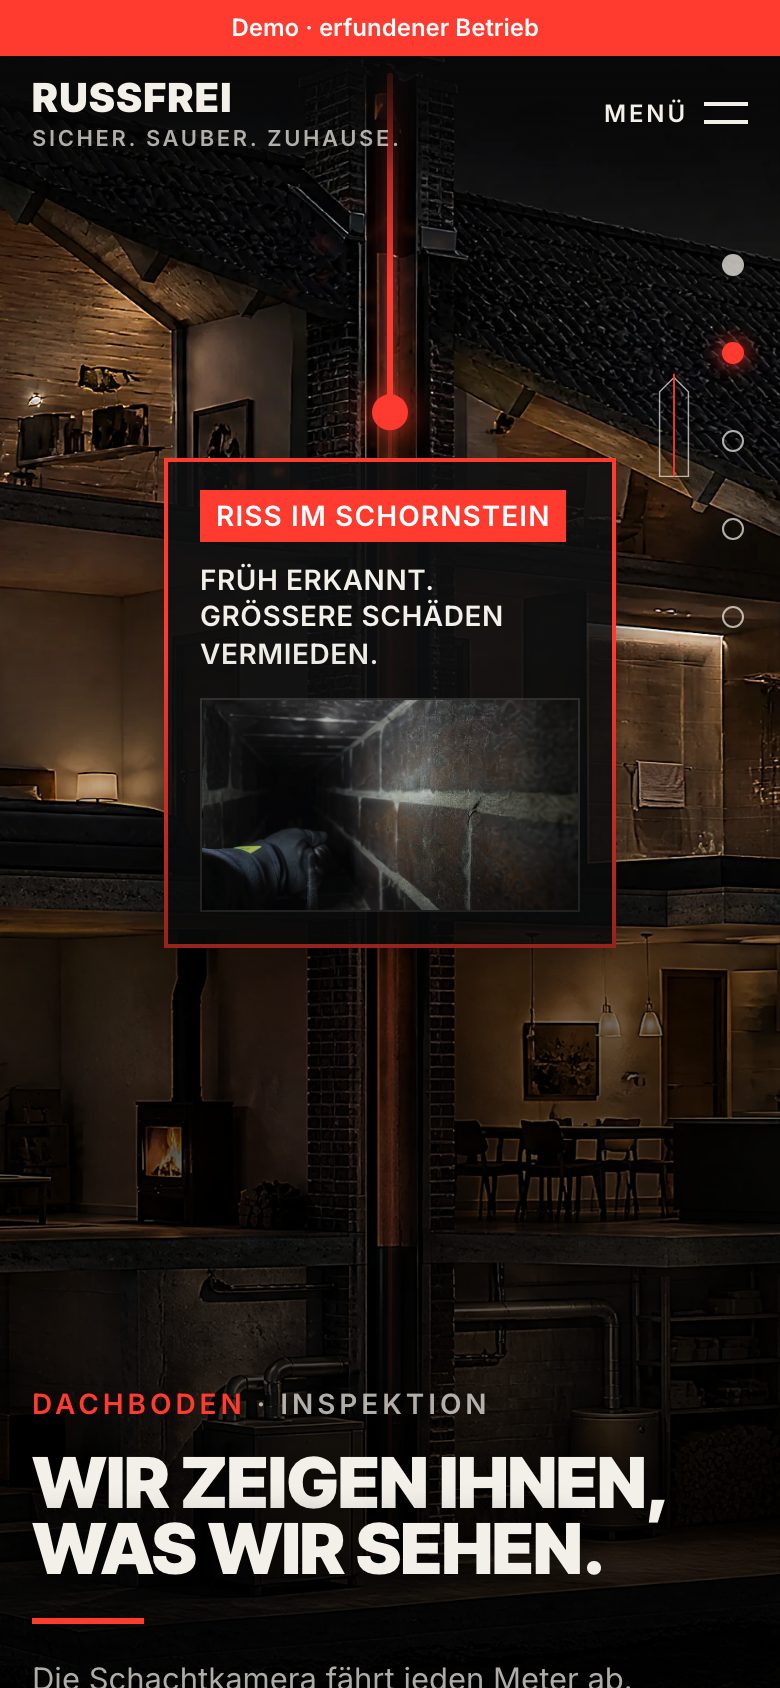 Demo · erfundener Betrieb
RUSSFREI
SICHER. SAUBER. ZUHAUSE.
MENÜ
RISS IM SCHORNSTEIN
FRÜH ERKANNT.
GRÖSSERE SCHÄDEN
VERMIEDEN.
DACHBODEN · INSPEKTION
WIR ZEIGEN IHNEN,
WAS WIR SEHEN.
Die Schachtkamera fährt jeden Meter ab.